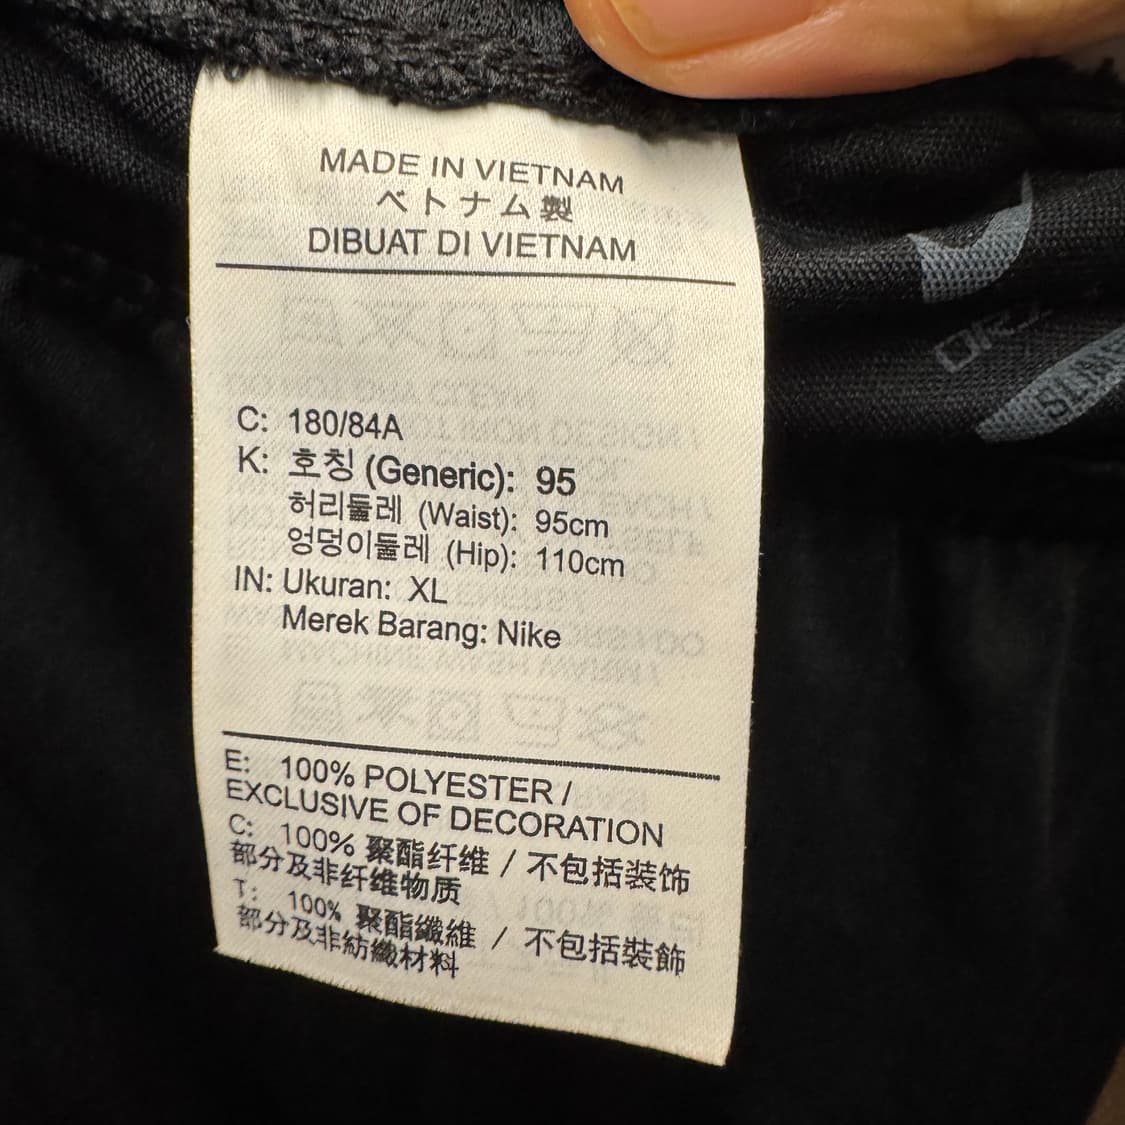 MADE IN VIETNAM
ベトナム製
DIBUAT DI VIETNAM
C: 180/84A
K: 호칭 (Generic): 95
허리둘레 (Waist): 95cm
엉덩이둘레 (Hip): 110cm
IN: Ukuran: XL
Merek Barang: Nike
E: 100% POLYESTER /
EXCLUSIVE OF DECORATION
C: 100% 聚酯纤维 / 不包括装饰
部分及非纤维物质
T: 100% 聚酯纖維 / 不包括裝飾
部分及非紡織材料